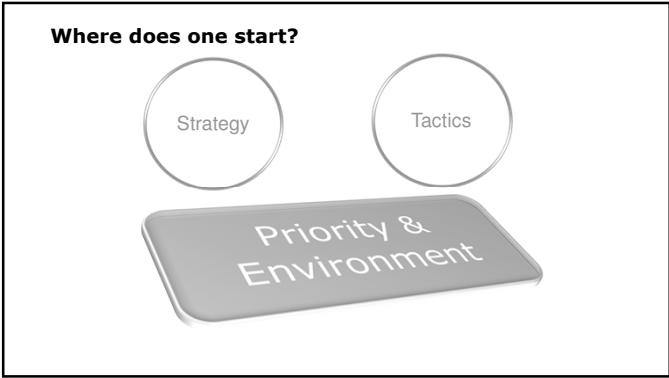 Where does one start?
Strategy
Tactics
Priority &
Environment